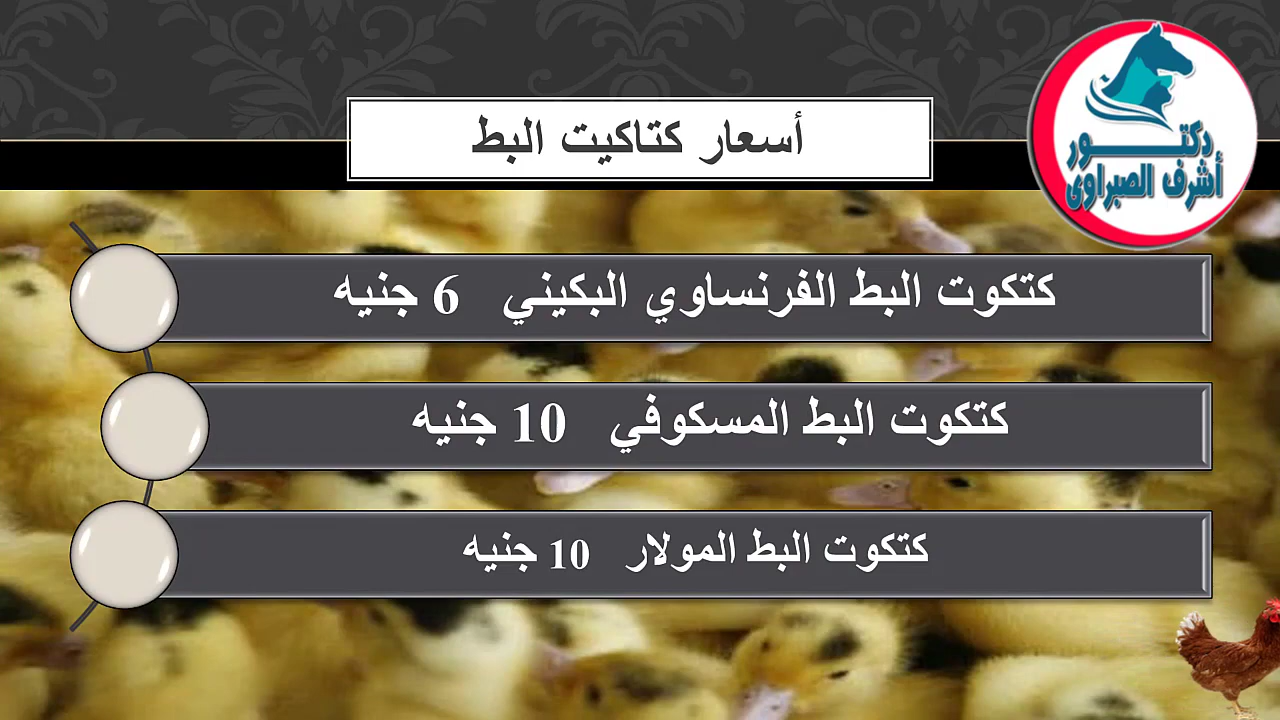 أسعار كتاكيت البط
دكتور
أشرف الصبراوى
كتكوت البط الفرنساوي البكيني 6 جنيه
كتكوت البط المسكوفي 10 جنيه
كتكوت البط المولار 10 جنيه